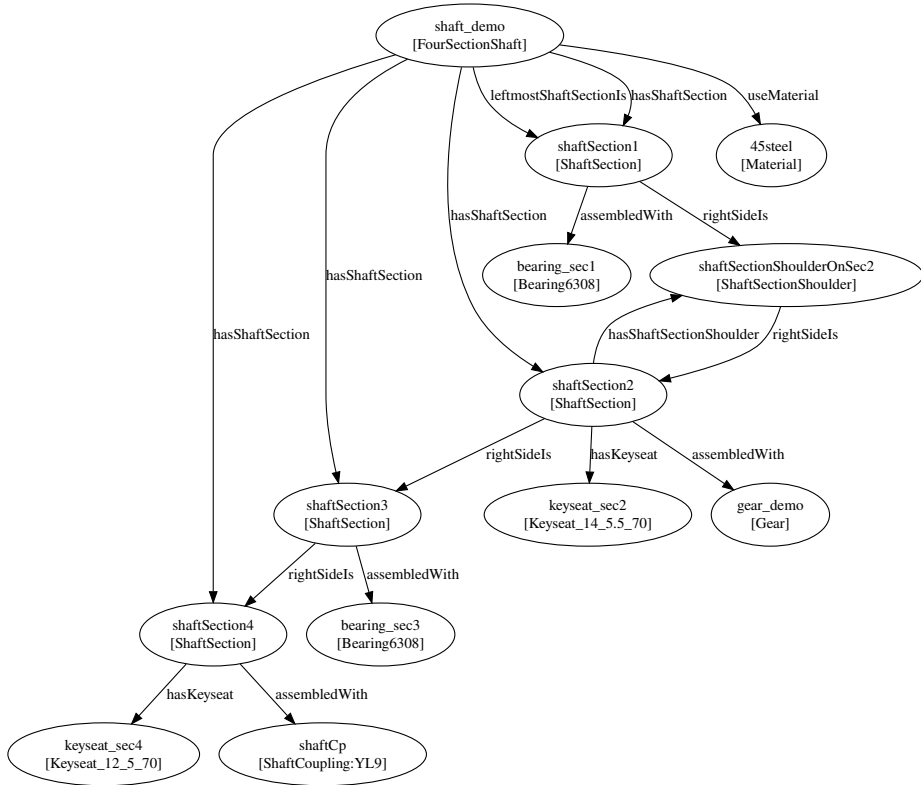 shaft_demo
[FourSectionShaft]
leftmostShaftSectionIs
hasShaftSection
useMaterial
shaftSection1
[ShaftSection]
45steel
[Material]
hasShaftSection
assembledWith
rightSideIs
hasShaftSection
bearing_sec1
[Bearing6308]
shaftSectionShoulderOnSec2
[ShaftSectionShoulder]
hasShaftSection
hasShaftSectionShoulder
rightSideIs
shaftSection2
[ShaftSection]
rightSideIs
hasKeyseat
assembledWith
shaftSection3
[ShaftSection]
keyseat_sec2
[Keyseat_14_5.5_70]
gear_demo
[Gear]
rightSideIs
assembledWith
shaftSection4
[ShaftSection]
bearing_sec3
[Bearing6308]
hasKeyseat
assembledWith
keyseat_sec4
[Keyseat_12_5_70]
shaftCp
[ShaftCoupling:YL9]